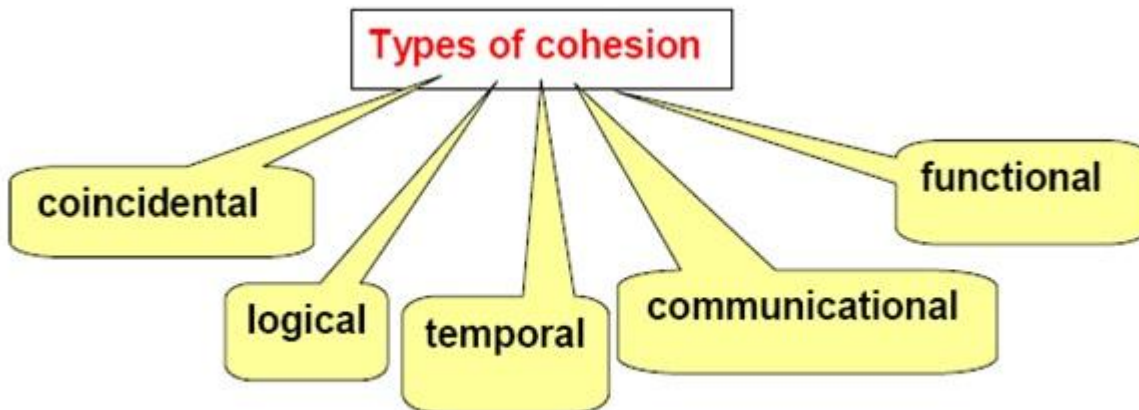 Types of cohesion
coincidental
logical
temporal
communicational
functional